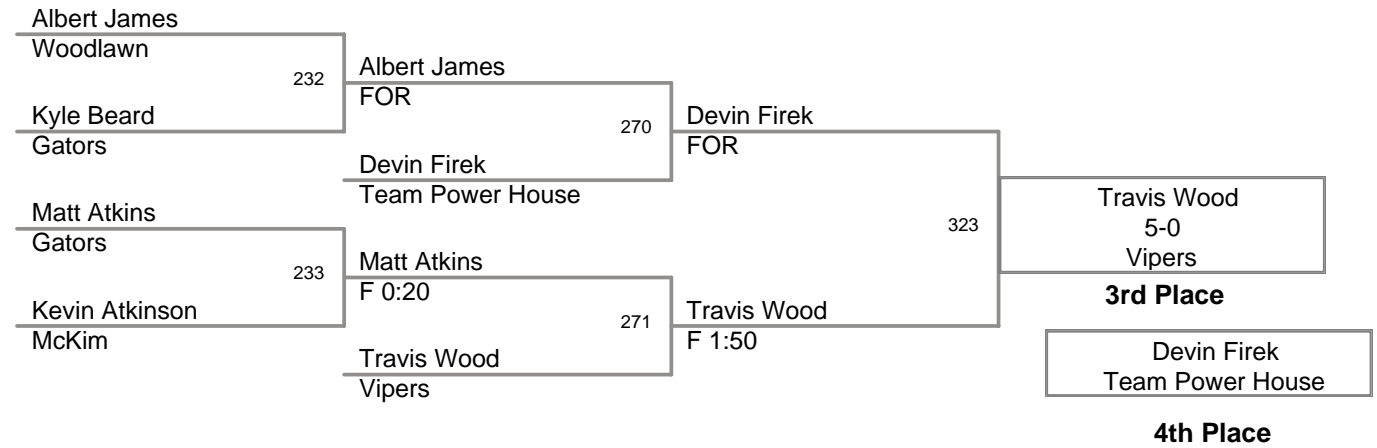 Albert James
Woodlawn
232
Albert James
FOR
Kyle Beard
Gators
270
Devin Firek
FOR
Devin Firek
Team Power House
Matt Atkins
Gators
323
Travis Wood
5-0
Vipers
3rd Place
233
Matt Atkins
F 0:20
Kevin Atkinson
McKim
271
Travis Wood
F 1:50
Travis Wood
Vipers
Devin Firek
Team Power House
4th Place